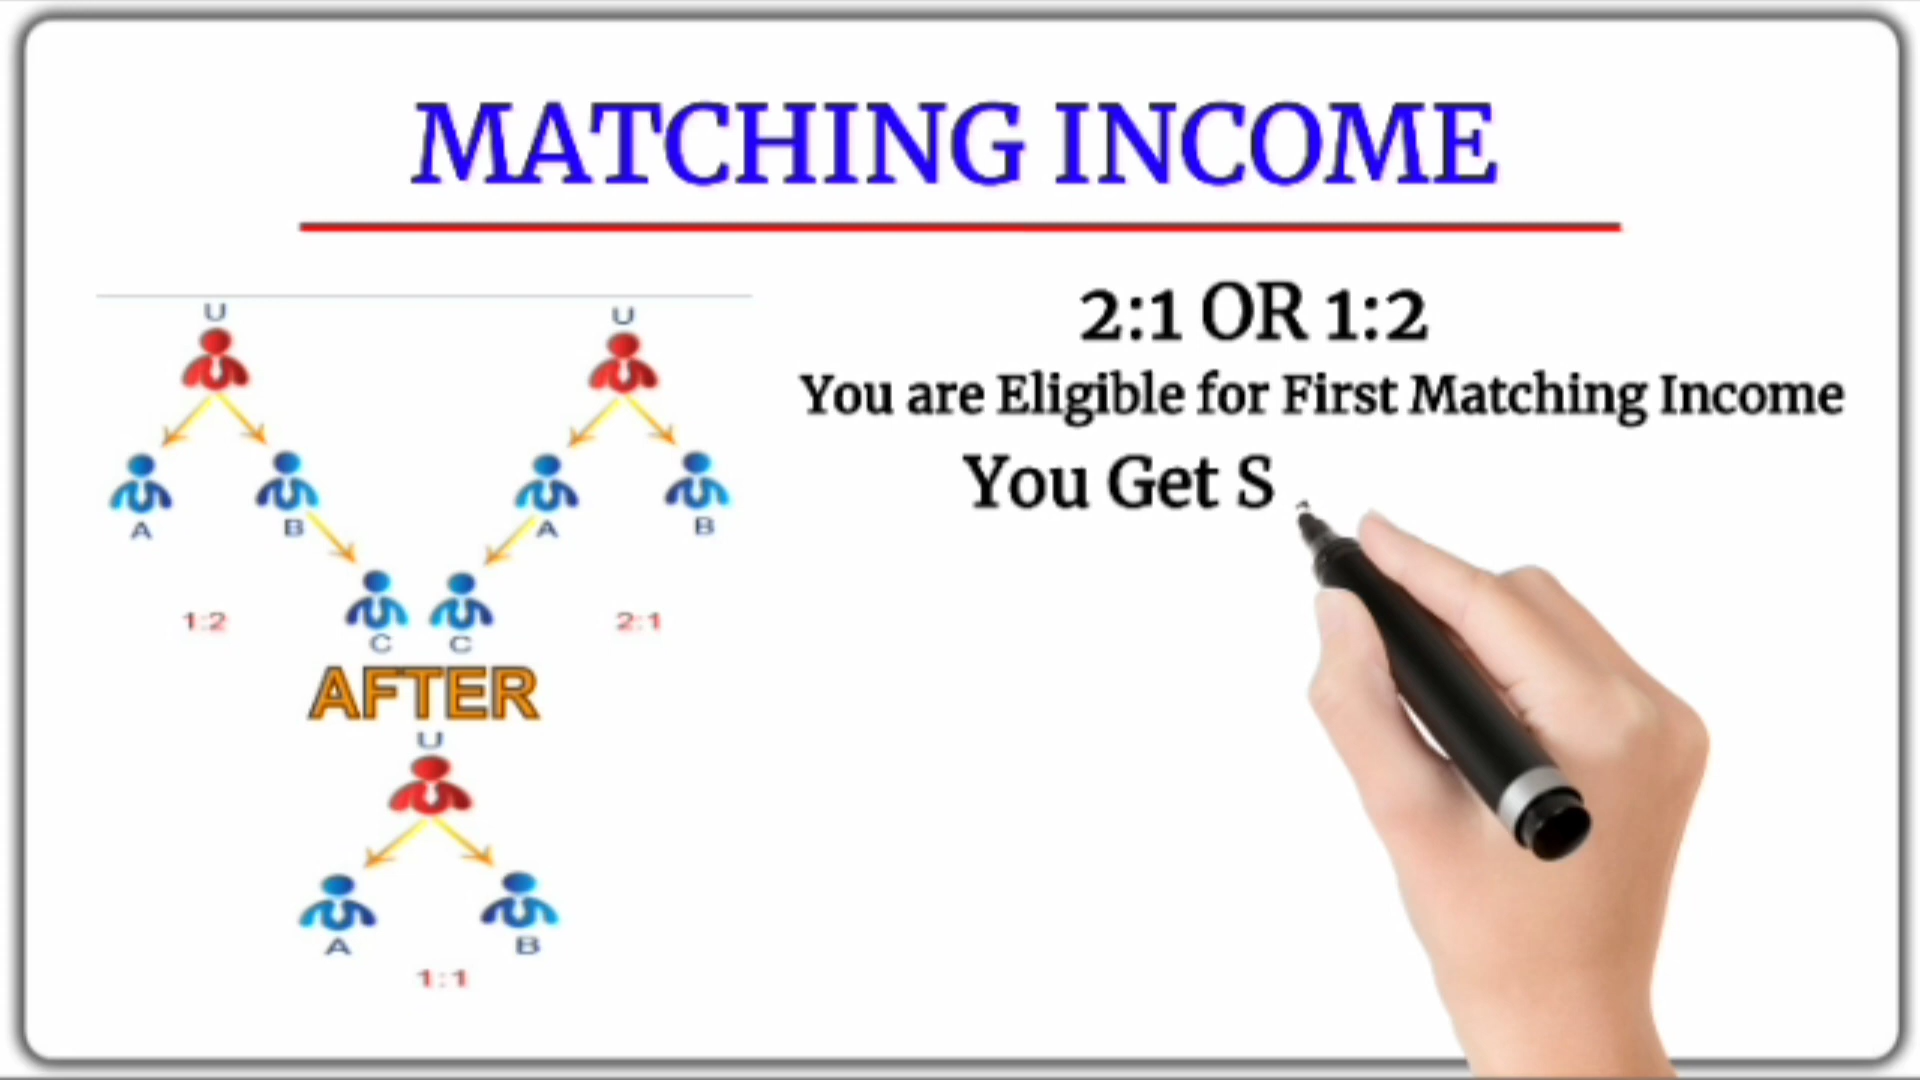 MATCHING INCOME
2:1 OR 1:2
You are Eligible for First Matching Income
You Get S
U
U
A
B
A
B
1:2
C
C
2:1
AFTER
U
A
B
1:1